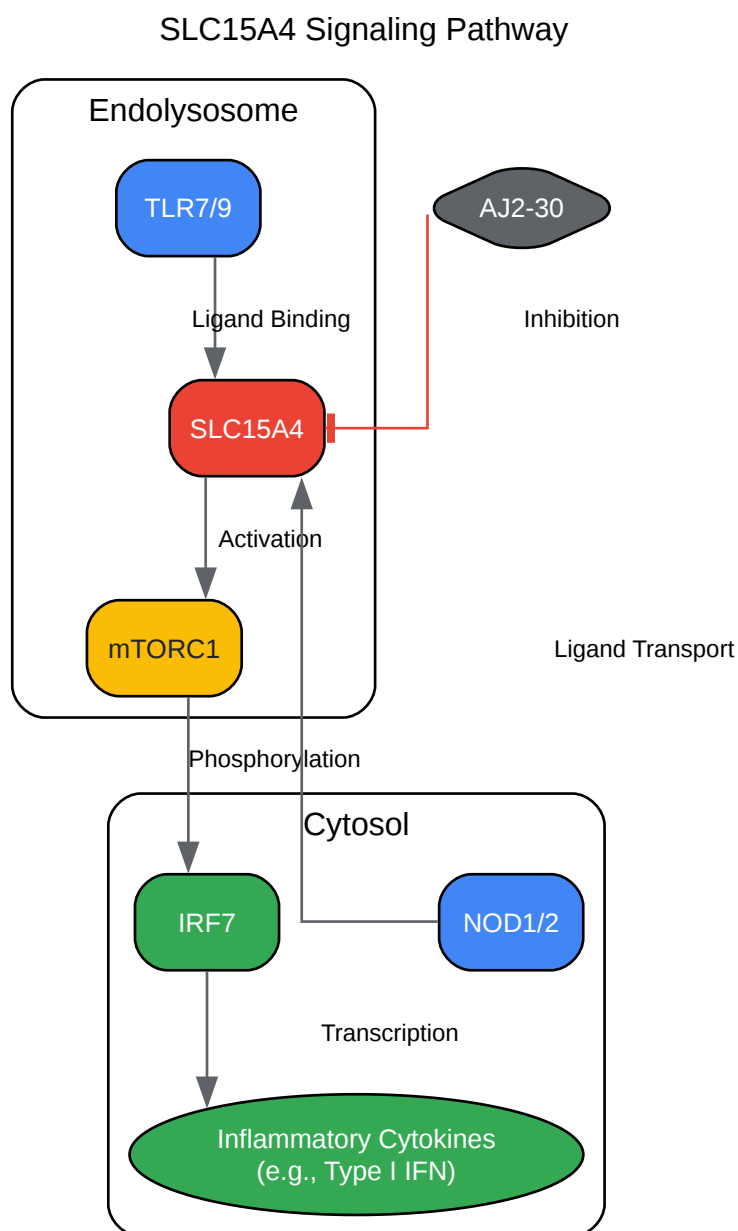 SLC15A4 Signaling Pathway
Endolysosome
TLR7/9
AJ2-30
Ligand Binding
Inhibition
SLC15A4
Activation
mTORC1
Ligand Transport
Phosphorylation
Cytosol
IRF7
NOD1/2
Transcription
Inflammatory Cytokines
(e.g., Type I IFN)